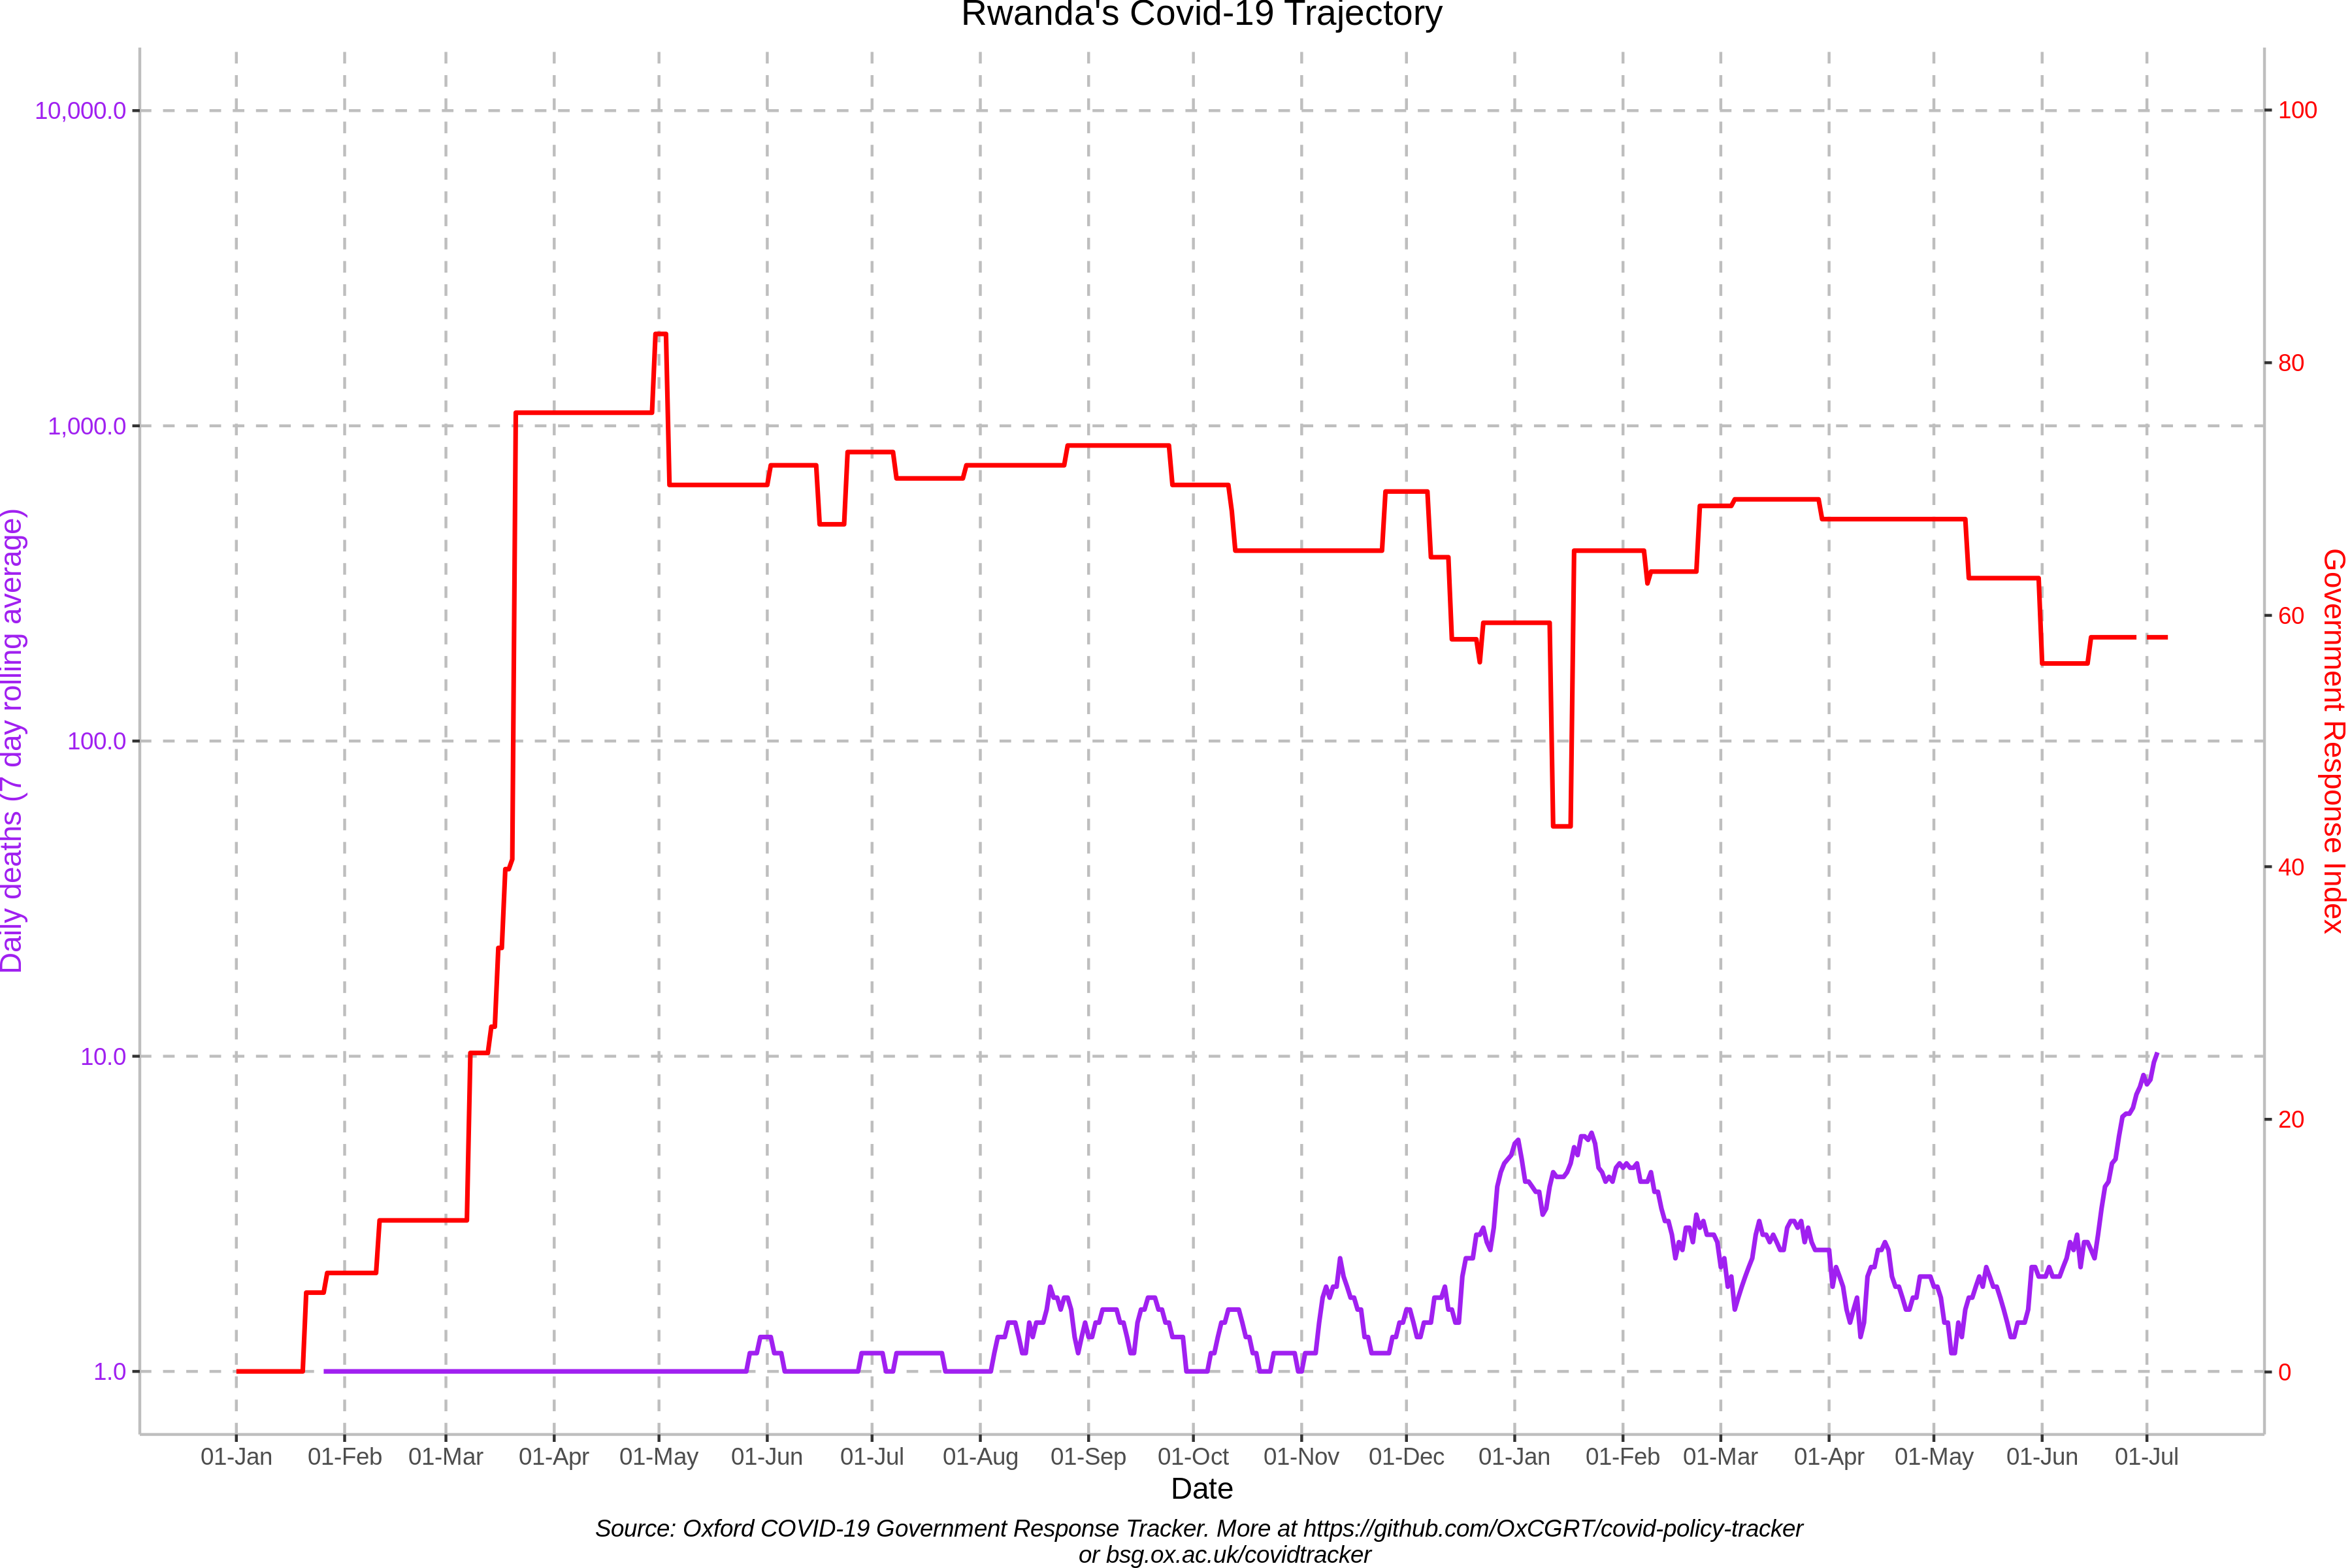 Rwanda's Covid-19 Trajectory
10,000.0
1,000.0
100.0
10.0
1.0
Daily deaths (7 day rolling average)
100
80
60
40
20
0
Government Response Index
01-Jan 01-Feb 01-Mar 01-Apr 01-May 01-Jun 01-Jul 01-Aug 01-Sep 01-Oct 01-Nov 01-Dec 01-Jan 01-Feb 01-Mar 01-Apr 01-May 01-Jun 01-Jul
Date
Source: Oxford COVID-19 Government Response Tracker. More at https://github.com/OxCGRT/covid-policy-tracker
or bsg.ox.ac.uk/covidtracker